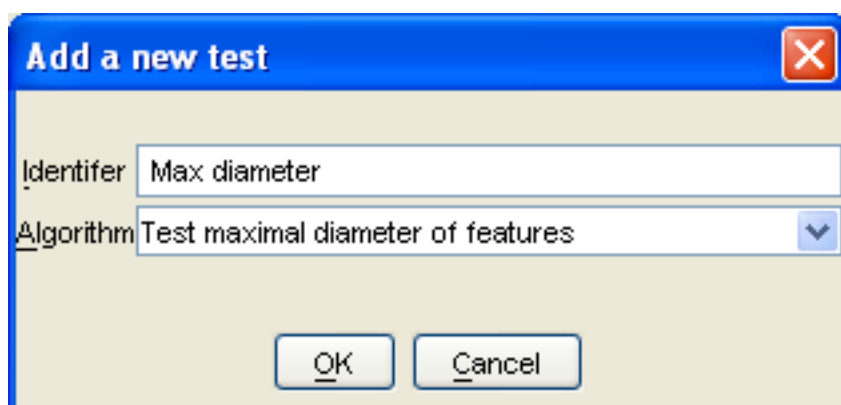 Add a new test
Identifer Max diameter
Algorithm Test maximal diameter of features
OK Cancel